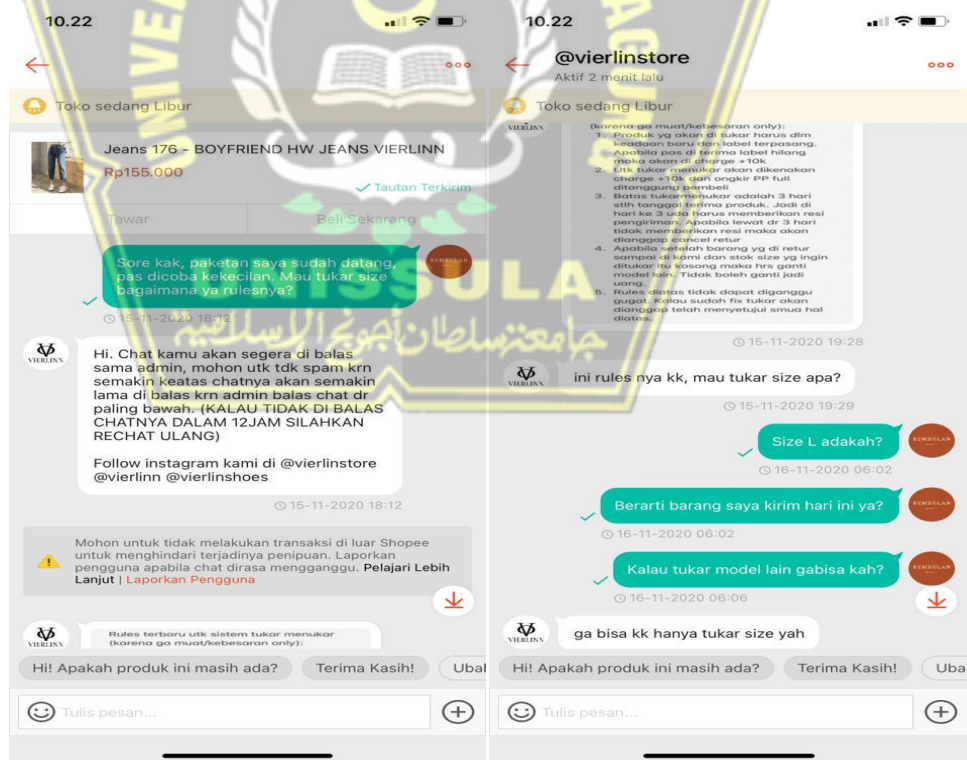 10.22
Toko sedang Libur
Jeans 176 - BOYFRIEND HW JEANS VIERLINN
Rp155.000
Tautan Terkirim
Tawar
Beli Sekarang
Sore kak, paketan saya sudah datang,
pas dicoba kekecilan. Mau tukar size
bagaimana ya rulesnya?
15-11-2020 18:12
REMBULAN
VIERLINN
Hi. Chat kamu akan segera di balas
sama admin, mohon utk tdk spam krn
semakin keatas chatnya akan semakin
lama di balas krn admin balas chat dr
paling bawah. (KALAU TIDAK DI BALAS
CHATNYA DALAM 12JAM SILAHKAN
RECHAT ULANG)
Follow instagram kami di @vierlinstore
@vierlinn @vierlinshoes
15-11-2020 18:12
Mohon untuk tidak melakukan transaksi di luar Shopee
untuk menghindari terjadinya penipuan. Laporkan
pengguna apabila chat dirasa mengganggu. Pelajari Lebih
Lanjut | Laporkan Pengguna
VIERLINN
Rules terbaru utk sistem tukar menukar
(karena ga muat/kebesaran only):
Hi! Apakah produk ini masih ada?
Terima Kasih!
Ubal
Tulis pesan...
10.22
@vierlinstore
Aktif 2 menit lalu
Toko sedang Libur
VIERLINN
(karena ga muat/kebesaran only):
1. Produk yg akan di tukar harus dlm
keadaan baru dan label terpasang.
Apabila pas di terima label hilang
maka akan di charge +10k
2. Utk tukar menukar akan dikenakan
charge +10k dan ongkir PP full
ditanggung pembeli
3. Batas tukarmenukar adalah 3 hari
stlh tanggal terima produk. Jadi di
hari ke 3 uda harus memberikan resi
pengiriman. Apabila lewat dr 3 hari
tidak memberikan resi maka akan
dianggap cancel retur
4. Apabila setelah barang yg di retur
sampai di kami dan stok size yg ingin
ditukar itu kosong maka hrs ganti
model lain. Tidak boleh ganti jadi
uang.
5. Rules diatas tidak dapat diganggu
gugat. Kalau sudah fix tukar akan
dianggap telah menyetujui smua hal
diatas.
15-11-2020 19:28
VIERLINN
ini rules nya kk, mau tukar size apa?
15-11-2020 19:29
Size L adakah?
REMBULAN
16-11-2020 06:02
Berarti barang saya kirim hari ini ya?
REMBULAN
16-11-2020 06:02
Kalau tukar model lain gabisa kah?
REMBULAN
16-11-2020 06:06
VIERLINN
ga bisa kk hanya tukar size yah
Hi! Apakah produk ini masih ada?
Terima Kasih!
Uba
Tulis pesan...
UNISSULA
جامعة سلطان أجونج الإسلامية